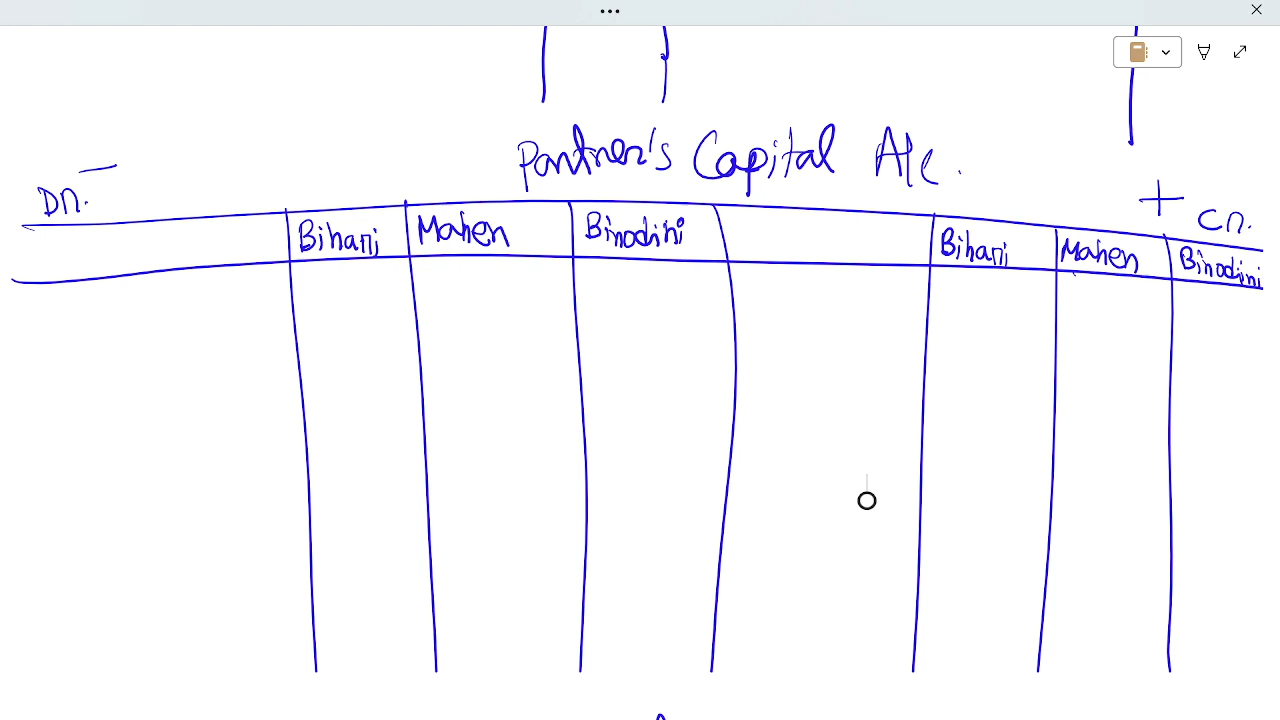 Partner's Capital A/c.
Dr. - + Cr.
Bihari Mahen Binodini Bihari Mahen Binodini